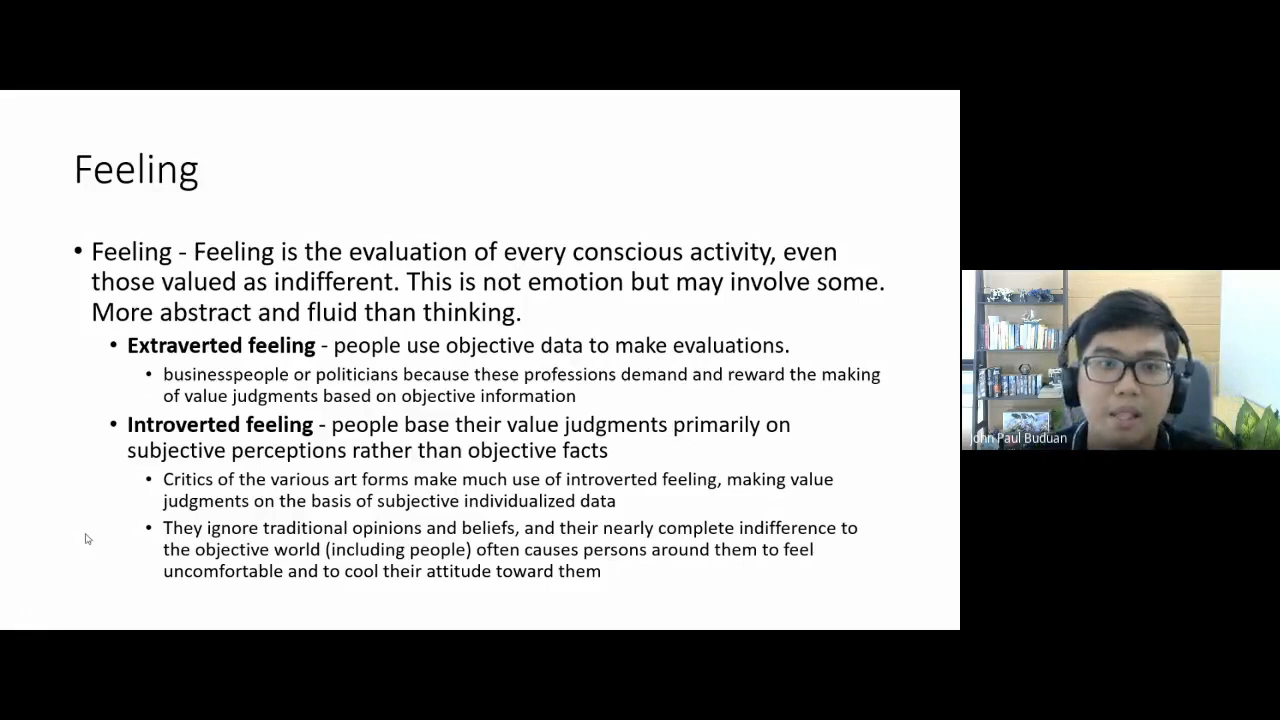 Feeling
• Feeling - Feeling is the evaluation of every conscious activity, even
those valued as indifferent. This is not emotion but may involve some.
More abstract and fluid than thinking.
• Extraverted feeling - people use objective data to make evaluations.
• businesspeople or politicians because these professions demand and reward the making
of value judgments based on objective information
• Introverted feeling - people base their value judgments primarily on
subjective perceptions rather than objective facts
• Critics of the various art forms make much use of introverted feeling, making value
judgments on the basis of subjective individualized data
• They ignore traditional opinions and beliefs, and their nearly complete indifference to
the objective world (including people) often causes persons around them to feel
uncomfortable and to cool their attitude toward them
John Paul Buduan